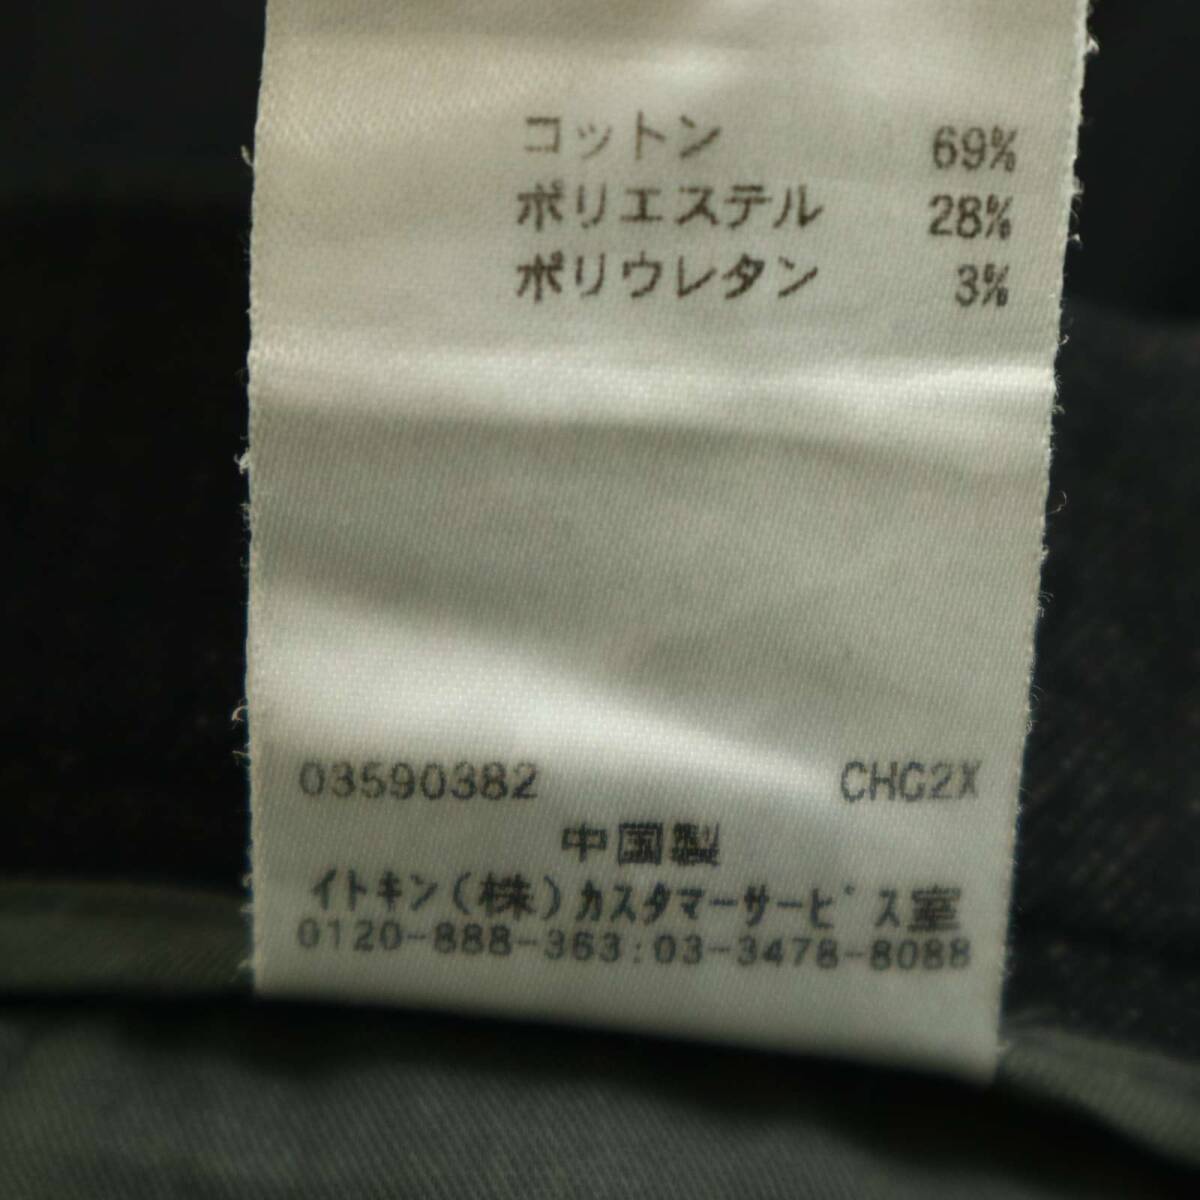 コットン 69%
ポリエステル 28%
ポリウレタン 3%
03590382 CHG2X
中国製
イトキン(株)カスタマーサービス室
0120-888-363:03-3478-8088